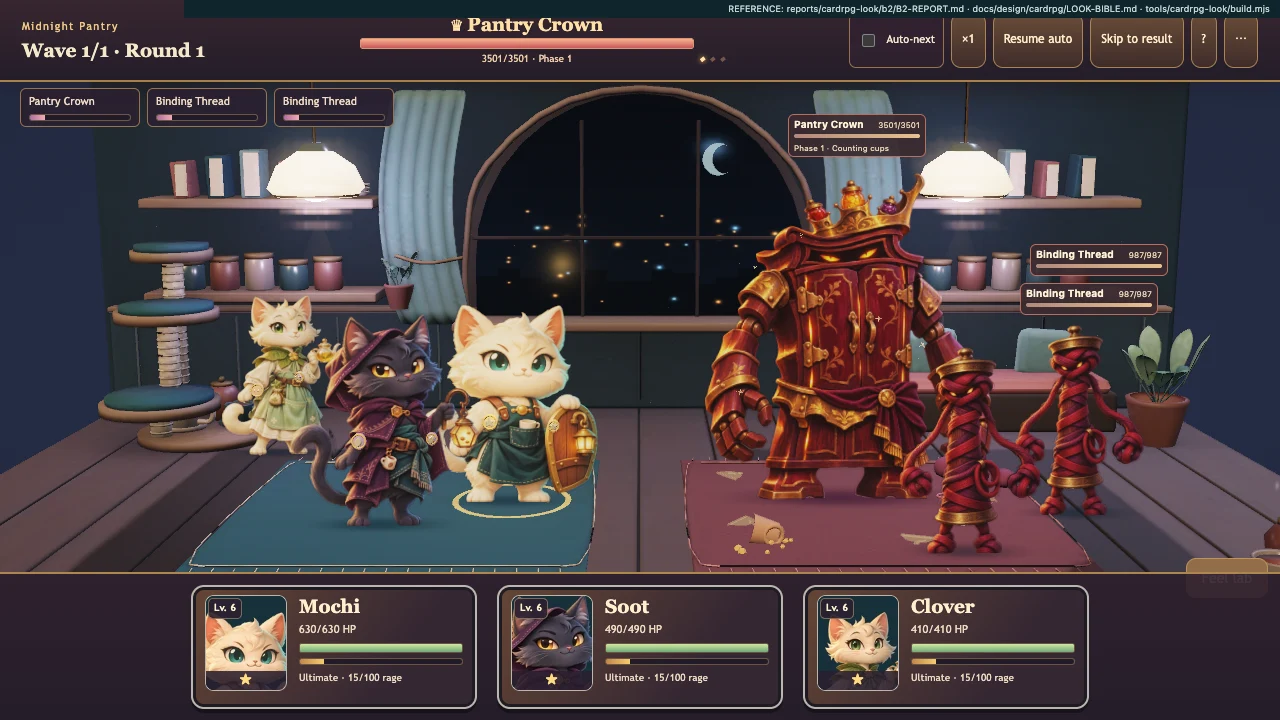 REFERENCE: reports/cardrpg-look/b2/B2-REPORT.md · docs/design/cardrpg/LOOK-BIBLE.md · tools/cardrpg-look/build.mjs
Midnight Pantry
Wave 1/1 · Round 1
♛ Pantry Crown
3501/3501 · Phase 1
Auto-next
×1
Resume auto
Skip to result
?
...
Pantry Crown
Binding Thread
Binding Thread
Pantry Crown 3501/3501
Phase 1 · Counting cups
Binding Thread 987/987
Binding Thread 987/987
Feel lab
Lv. 6
Mochi
630/630 HP
Ultimate · 15/100 rage
Lv. 6
Soot
490/490 HP
Ultimate · 15/100 rage
Lv. 6
Clover
410/410 HP
Ultimate · 15/100 rage